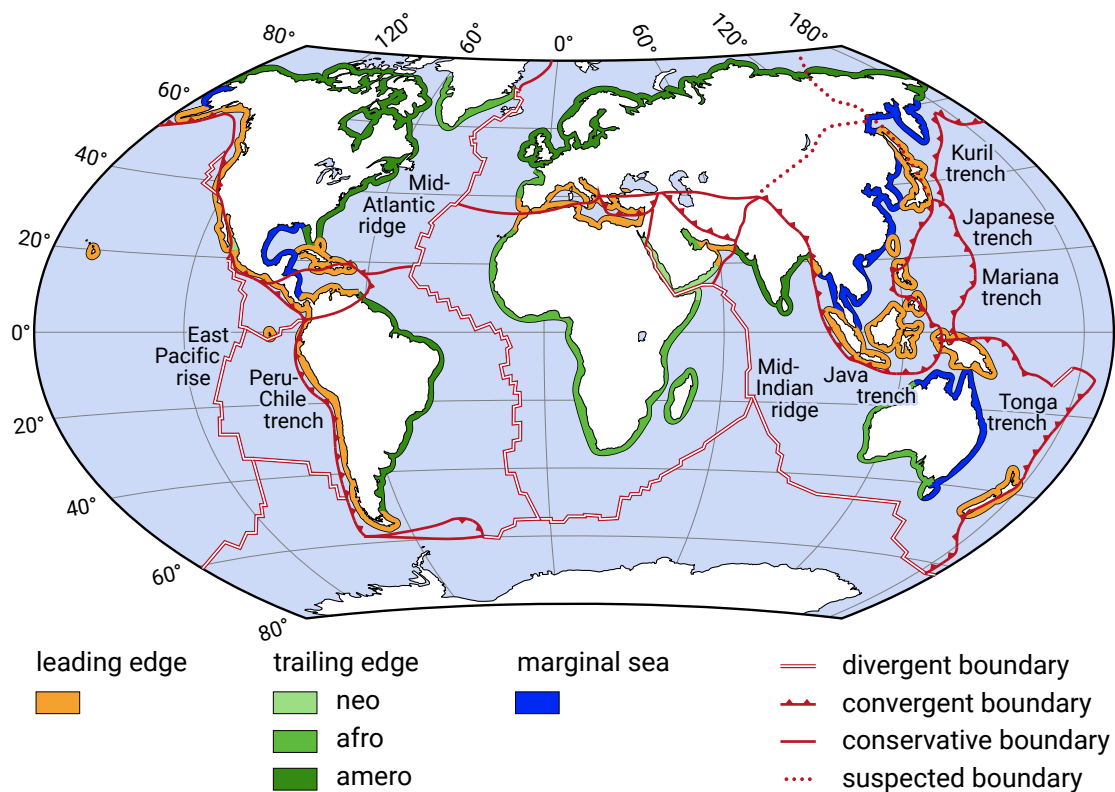 80°
120°
60°
0°
60°
120°
180°
60°
40°
20°
0°
20°
40°
60°
80°
Mid-
Atlantic
ridge
Kuril
trench
Japanese
trench
Mariana
trench
East
Pacific
rise
Peru-
Chile
trench
Mid-
Indian
ridge
Java
trench
Tonga
trench
leading edge
trailing edge
neo
afro
amero
marginal sea
divergent boundary
convergent boundary
conservative boundary
suspected boundary